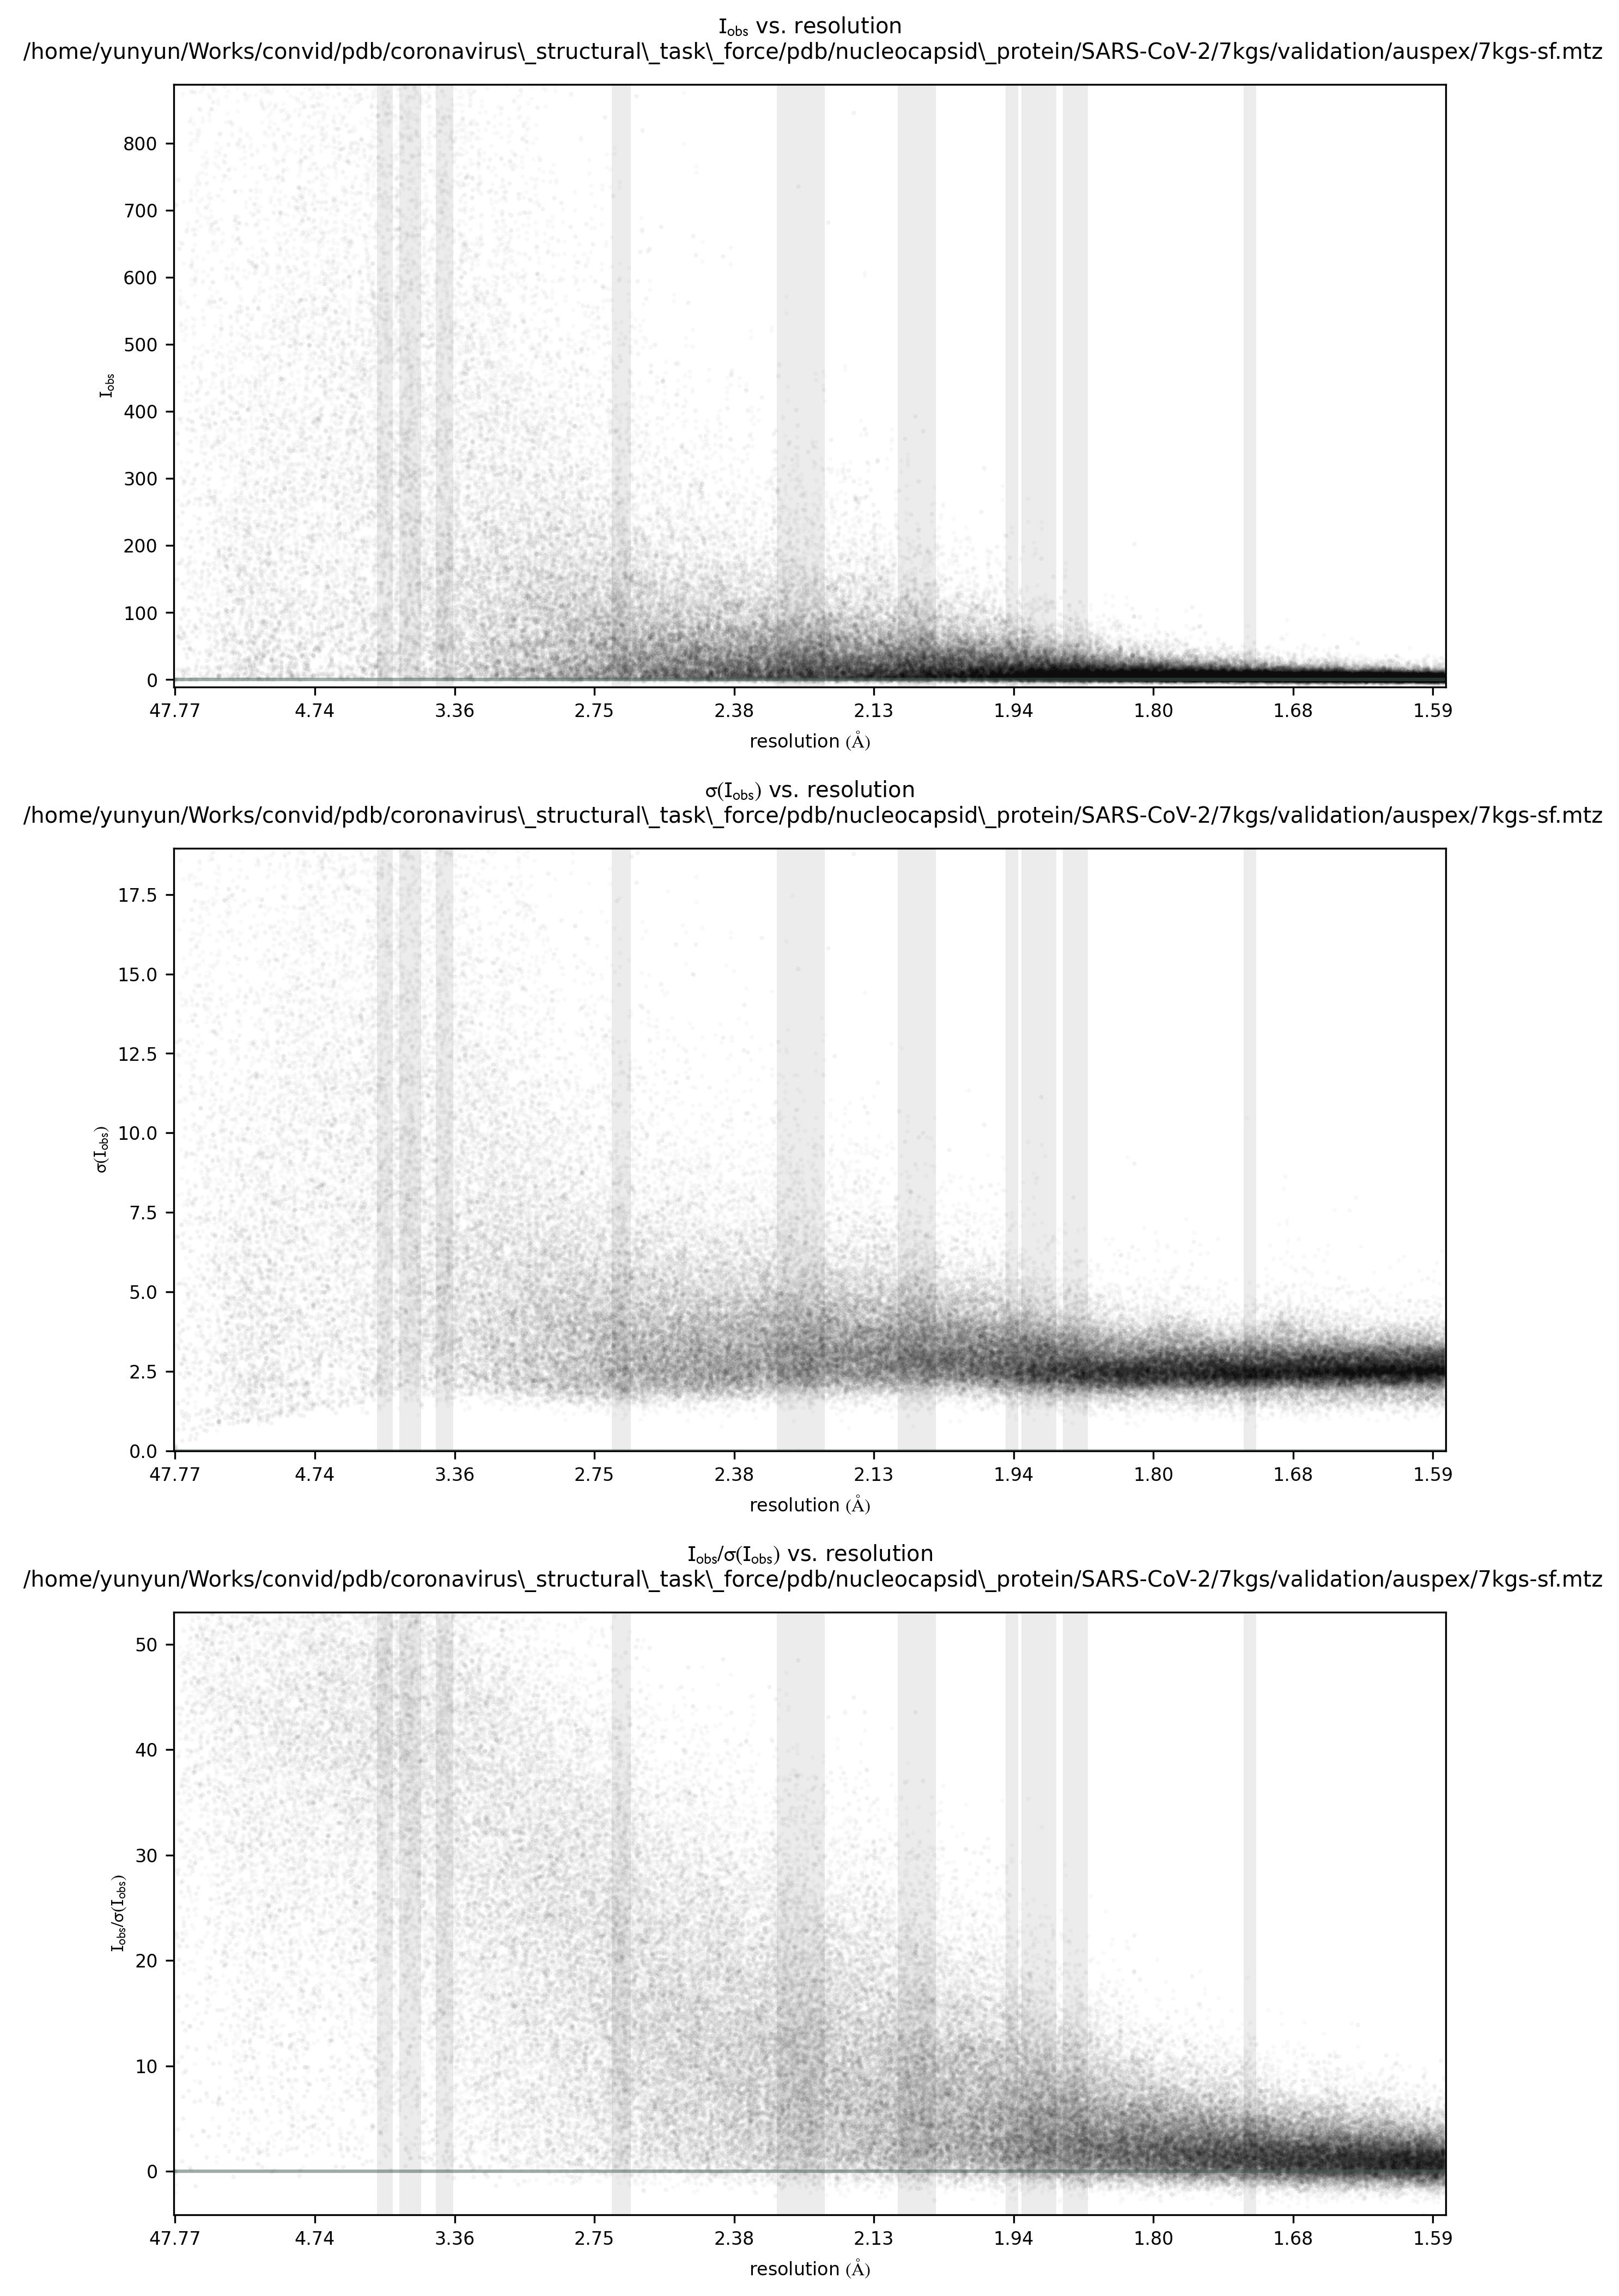 I_obs vs. resolution
/home/yunyun/Works/convid/pdb/coronavirus\_structural\_task\_force/pdb/nucleocapsid\_protein/SARS-CoV-2/7kgs/validation/auspex/7kgs-sf.mtz
800
700
600
500
400
300
200
100
0
I_obs
47.77 4.74 3.36 2.75 2.38 2.13 1.94 1.80 1.68 1.59
resolution (Å)
σ(I_obs) vs. resolution
/home/yunyun/Works/convid/pdb/coronavirus\_structural\_task\_force/pdb/nucleocapsid\_protein/SARS-CoV-2/7kgs/validation/auspex/7kgs-sf.mtz
17.5
15.0
12.5
10.0
7.5
5.0
2.5
0.0
σ(I_obs)
47.77 4.74 3.36 2.75 2.38 2.13 1.94 1.80 1.68 1.59
resolution (Å)
I_obs/σ(I_obs) vs. resolution
/home/yunyun/Works/convid/pdb/coronavirus\_structural\_task\_force/pdb/nucleocapsid\_protein/SARS-CoV-2/7kgs/validation/auspex/7kgs-sf.mtz
50
40
30
20
10
0
I_obs/σ(I_obs)
47.77 4.74 3.36 2.75 2.38 2.13 1.94 1.80 1.68 1.59
resolution (Å)